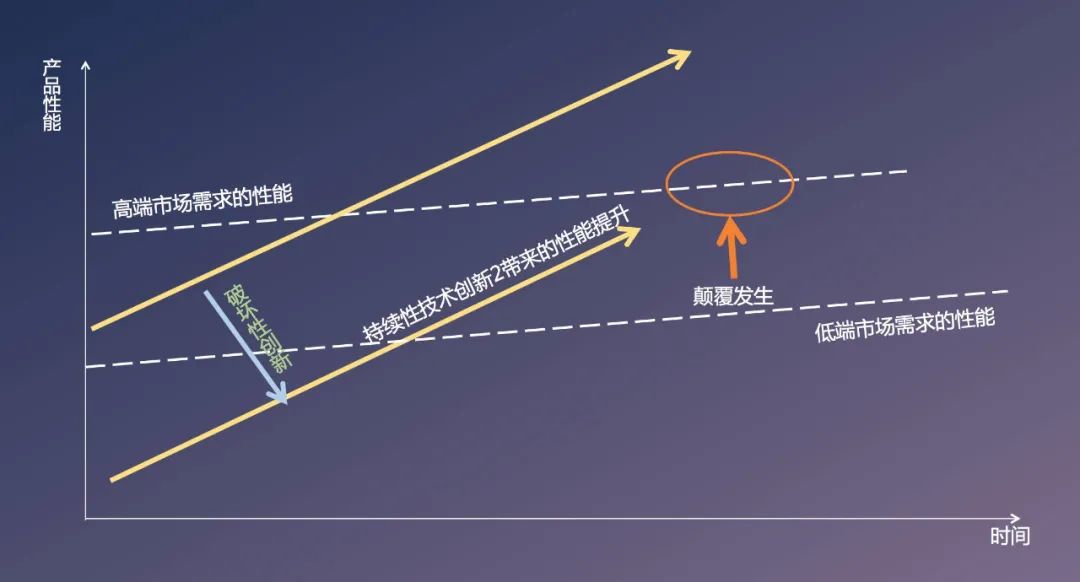 产品性能
高端市场需求的性能
持续性技术创新2带来的性能提升
破坏性创新
颠覆发生
低端市场需求的性能
时间